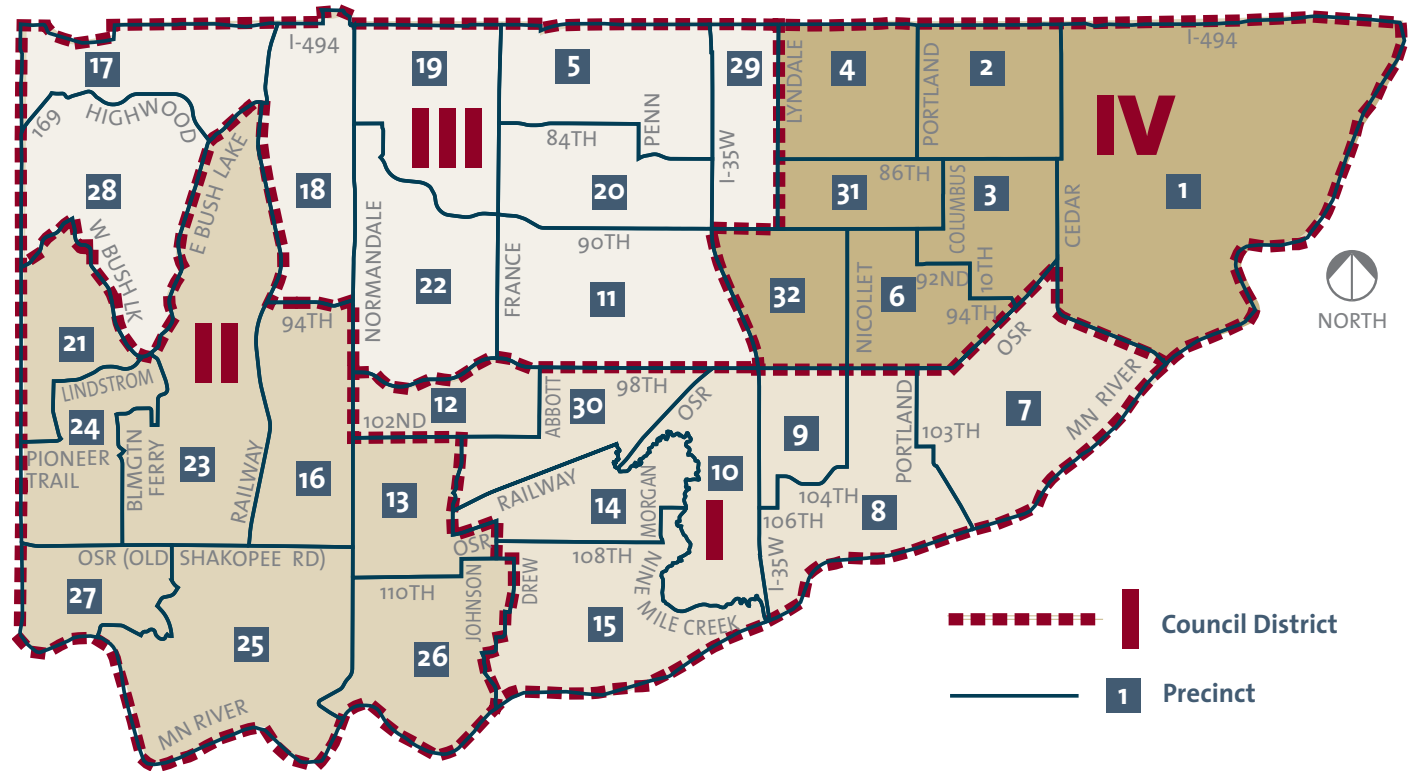 I-494
I-494
17
19
5
29
4
2
LYNDALE
PORTLAND
IV
169
HIGHWOOD
III
84TH
PENN
I-35W
86TH
28
E BUSH LAKE
18
20
31
COLUMBUS
3
1
CEDAR
W BUSH LK
NORMANDALE
22
FRANCE
90TH
11
32
NICOLLET
6
92ND
10TH
94TH
OSR
NORTH
94TH
21
II
LINDSTROM
24
PIONEER
TRAIL
BLMGTN
FERRY
23
RAILWAY
16
12
102ND
ABBOTT
30
98TH
OSR
9
PORTLAND
7
103TH
MN RIVER
13
RAILWAY
14
MORGAN
10
I
104TH
106TH
8
OSR (OLD SHAKOPEE RD)
OSR
108TH
NINE
MILE CREEK
I-35W
27
110TH
JOHNSON
DREW
15
25
26
MN RIVER
I Council District
1 Precinct